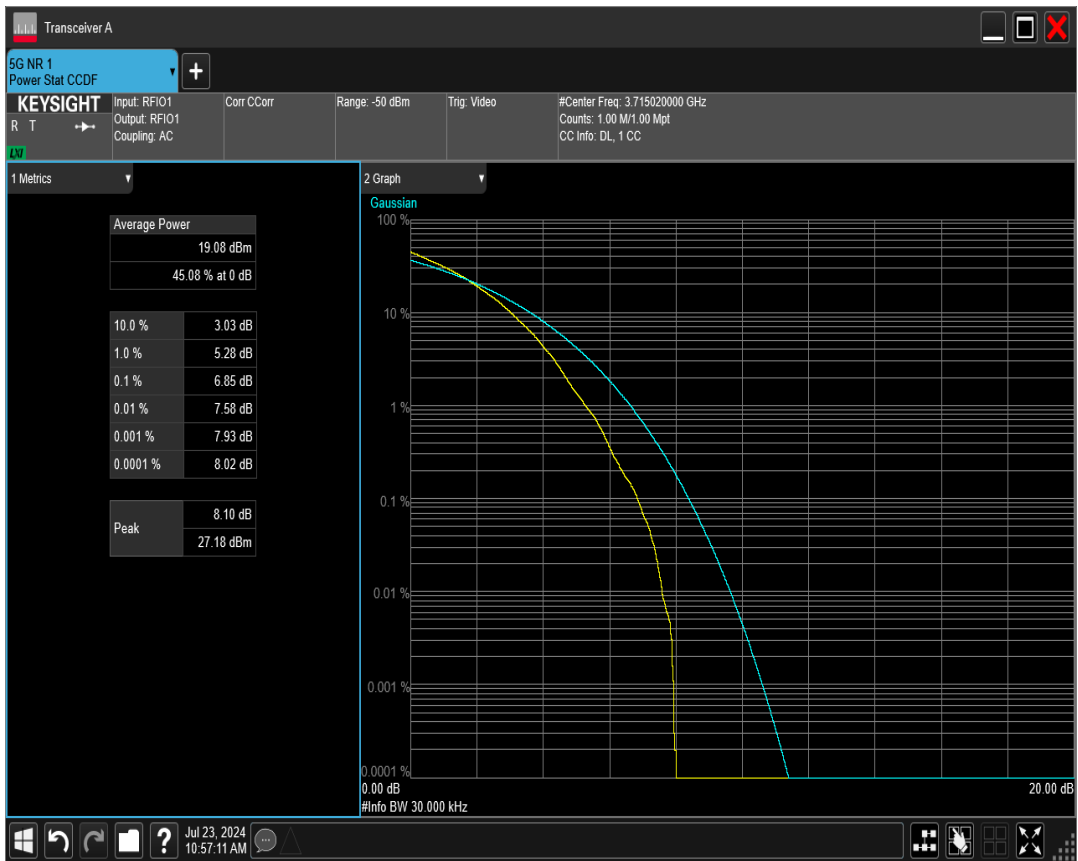 Transceiver A
5G NR 1
Power Stat CCDF
+
KEYSIGHT
R T
LXI
Input: RFIO1
Output: RFIO1
Coupling: AC
Corr CCorr
Range: -50 dBm
Trig: Video
#Center Freq: 3.715020000 GHz
Counts: 1.00 M/1.00 Mpt
CC Info: DL, 1 CC
1 Metrics
Average Power
19.08 dBm
45.08 % at 0 dB
10.0 % 3.03 dB
1.0 % 5.28 dB
0.1 % 6.85 dB
0.01 % 7.58 dB
0.001 % 7.93 dB
0.0001 % 8.02 dB
Peak
8.10 dB
27.18 dBm
2 Graph
Gaussian
100 %
10 %
1 %
0.1 %
0.01 %
0.001 %
0.0001 %
0.00 dB 20.00 dB
#Info BW 30.000 kHz
?
Jul 23, 2024
10:57:11 AM